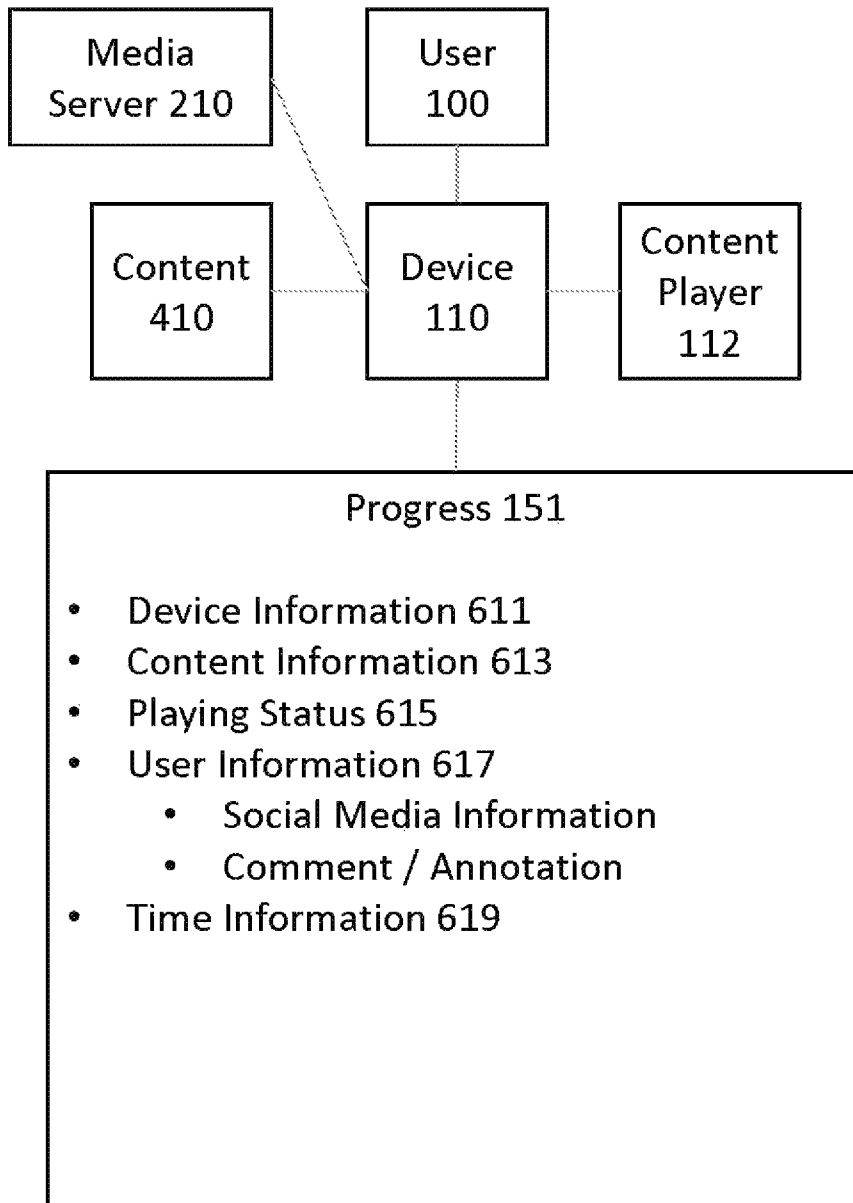 Media
Server 210
User
100
Content
410
Device
110
Content
Player
112
Progress 151
• Device Information 611
• Content Information 613
• Playing Status 615
• User Information 617
• Social Media Information
• Comment / Annotation
• Time Information 619